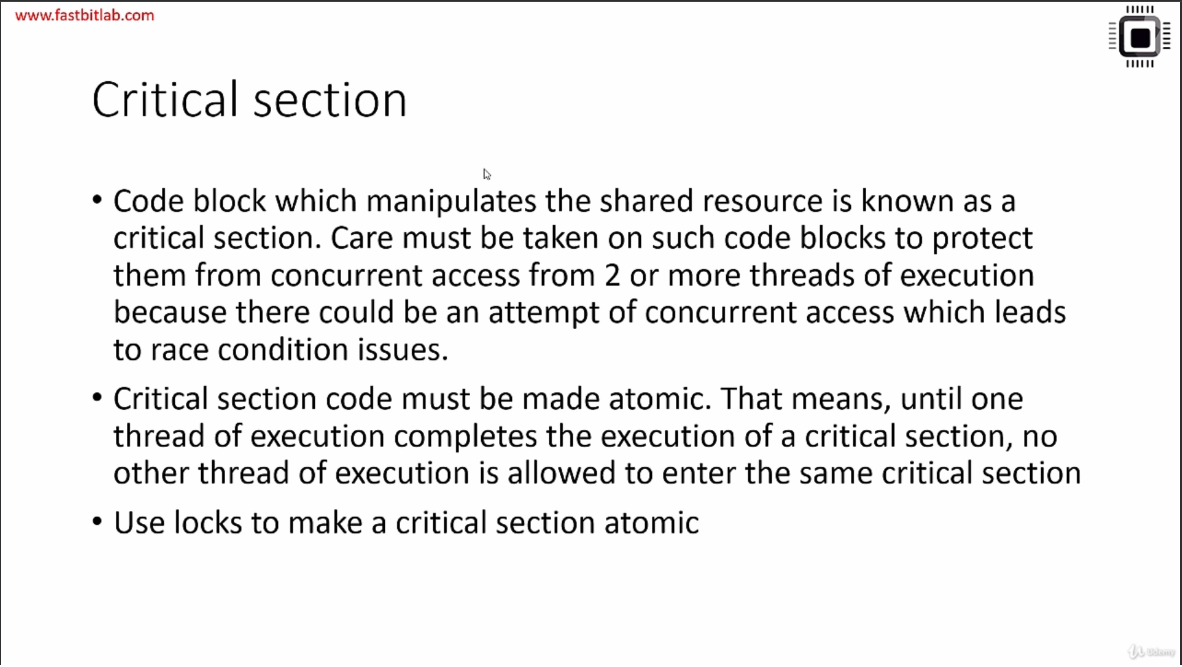 www.fastbitlab.com
Critical section
• Code block which manipulates the shared resource is known as a
critical section. Care must be taken on such code blocks to protect
them from concurrent access from 2 or more threads of execution
because there could be an attempt of concurrent access which leads
to race condition issues.
• Critical section code must be made atomic. That means, until one
thread of execution completes the execution of a critical section, no
other thread of execution is allowed to enter the same critical section
• Use locks to make a critical section atomic
Udemy